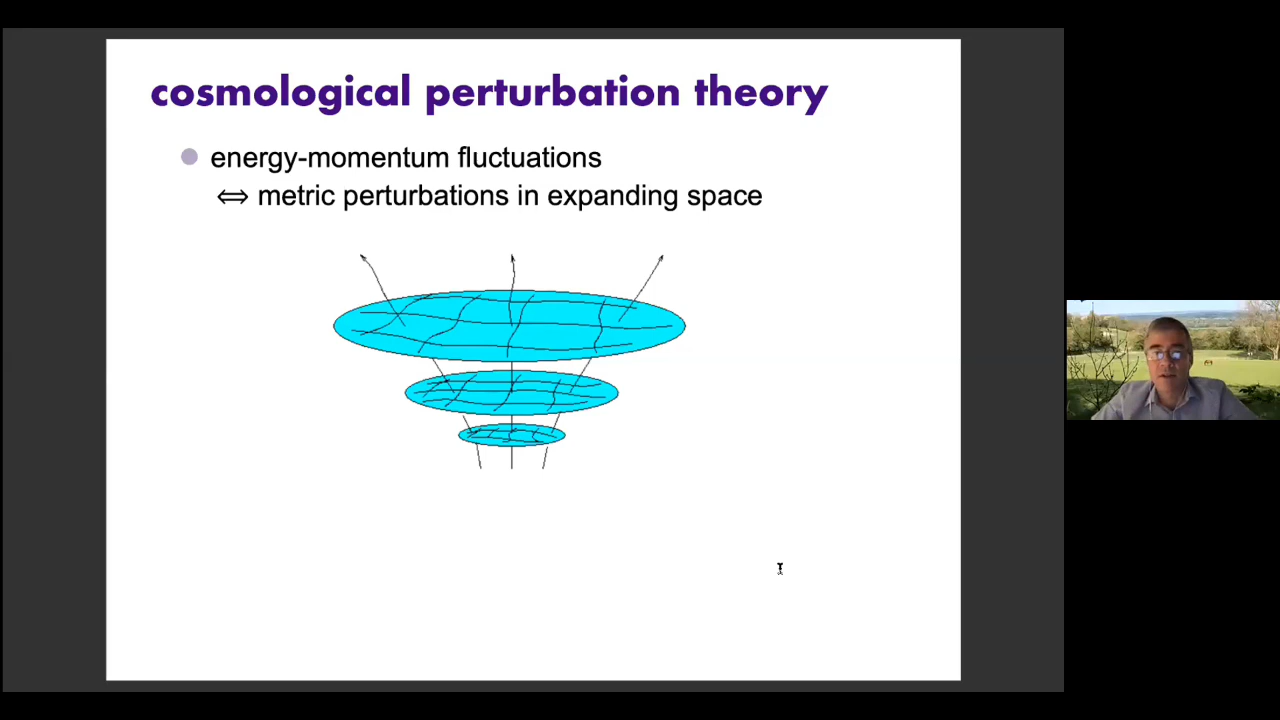 cosmological perturbation theory
energy-momentum fluctuations
⇔ metric perturbations in expanding space